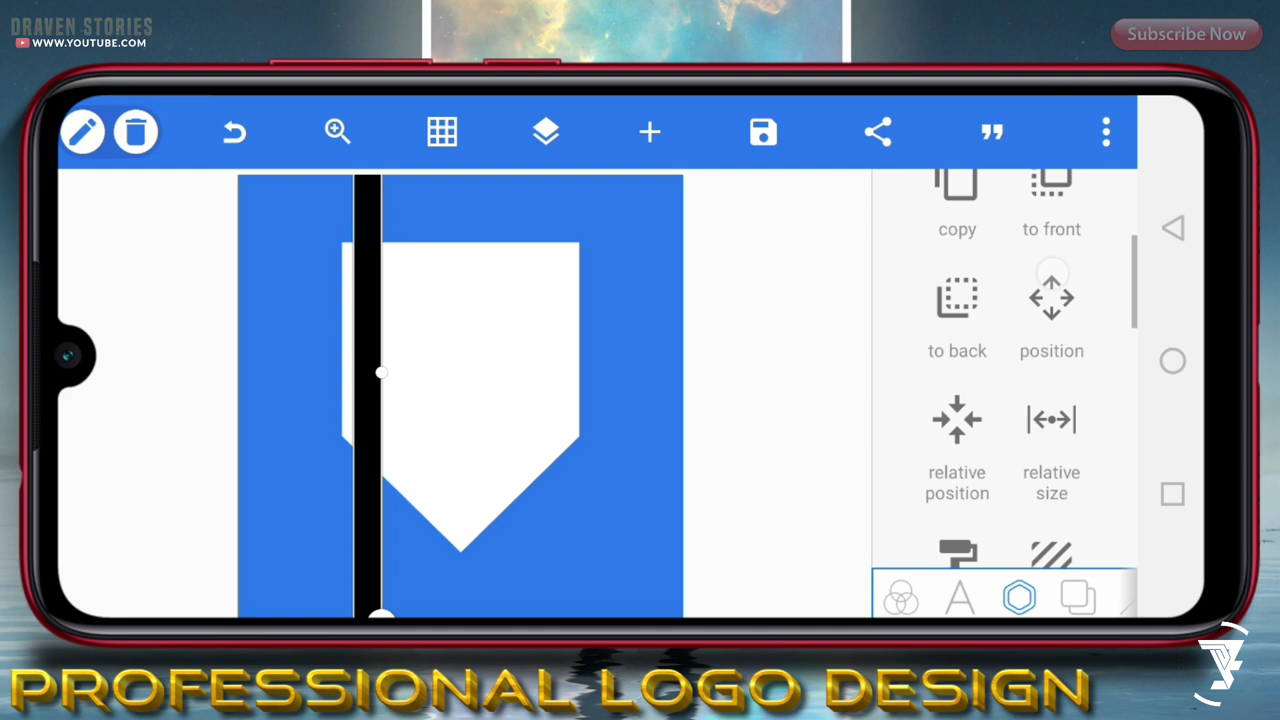 DRAVEN STORIES
WWW.YOUTUBE.COM
Subscribe Now
copy
to front
to back
position
relative
position
relative
size
PROFESSIONAL LOGO DESIGN